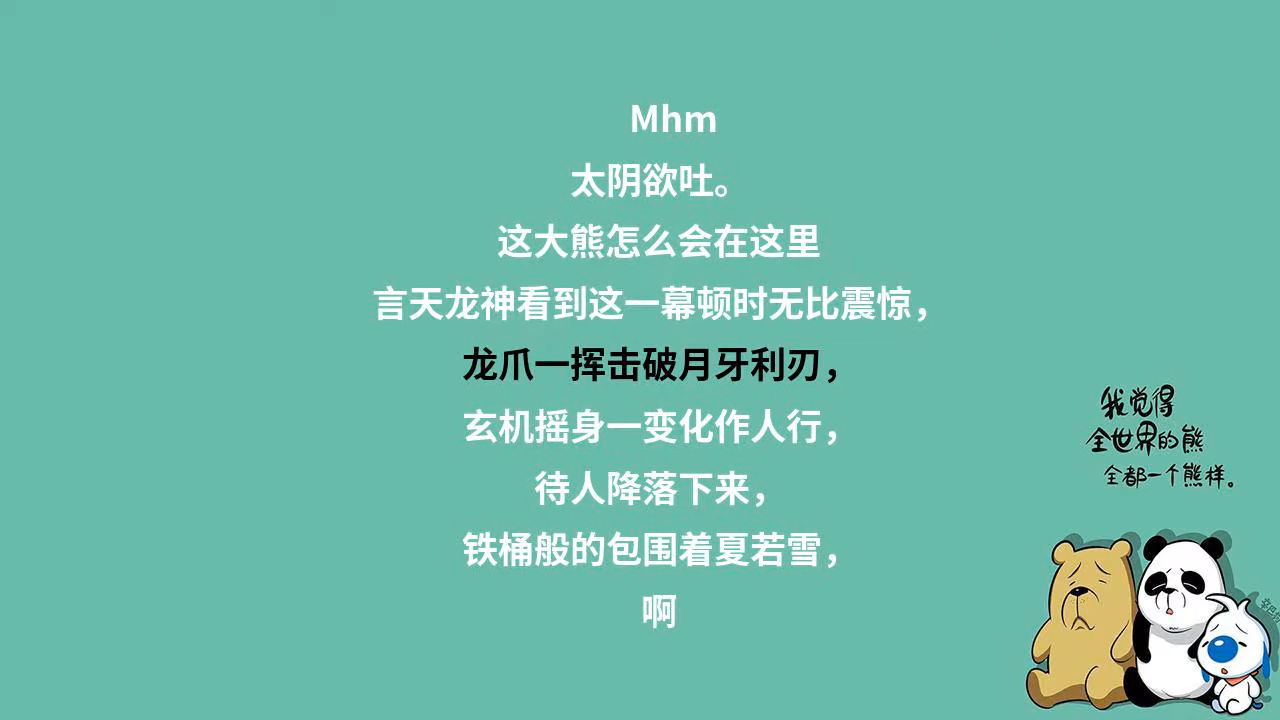 Mhm
太阴欲吐。
这大熊怎么会在这里
言天龙神看到这一幕顿时无比震惊，
龙爪一挥击破月牙利刃，
玄机摇身一变化作人行，
待人降落下来，
铁桶般的包围着夏若雪，
啊
我觉得
全世界的熊
全都一个熊样。